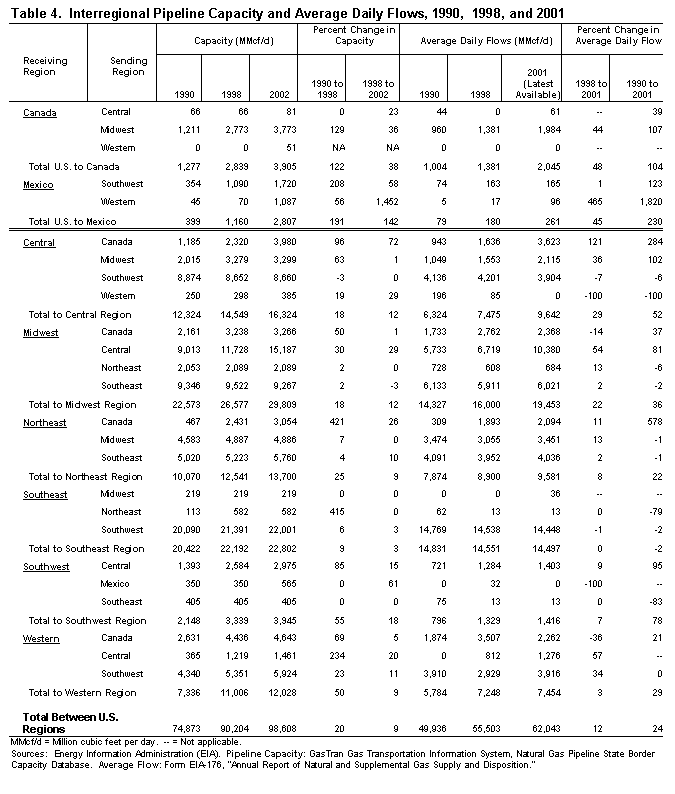 Table 4. Interregional Pipeline Capacity and Average Daily Flows, 1990, 1998, and 2001
Receiving Region Sending Region Capacity (MMcf/d) Percent Change in Capacity Average Daily Flows (MMcf/d) Percent Change in Average Daily Flow
1990 1998 2002 1990 to 1998 1998 to 2002 1990 1998 2001 (Latest Available) 1998 to 2001 1990 to 2001
Canada Central 66 66 81 0 23 44 0 61 -- 39
Midwest 1,211 2,773 3,773 129 36 960 1,381 1,984 44 107
Western 0 0 51 NA NA 0 0 0 -- --
Total U.S. to Canada 1,277 2,839 3,905 122 38 1,004 1,381 2,045 48 104
Mexico Southwest 354 1,090 1,720 208 58 74 163 165 1 123
Western 45 70 1,087 56 1,452 5 17 96 465 1,820
Total U.S. to Mexico 399 1,160 2,807 191 142 79 180 261 45 230
Central Canada 1,185 2,320 3,980 96 72 943 1,636 3,623 121 284
Midwest 2,015 3,279 3,299 63 1 1,049 1,553 2,115 36 102
Southwest 8,874 8,652 8,660 -3 0 4,136 4,201 3,904 -7 -6
Western 250 298 385 19 29 196 85 0 -100 -100
Total to Central Region 12,324 14,549 16,324 18 12 6,324 7,475 9,642 29 52
Midwest Canada 2,161 3,238 3,266 50 1 1,733 2,762 2,368 -14 37
Central 9,013 11,728 15,187 30 29 5,733 6,719 10,380 54 81
Northeast 2,053 2,089 2,089 2 0 728 608 684 13 -6
Southeast 9,346 9,522 9,267 2 -3 6,133 5,911 6,021 2 -2
Total to Midwest Region 22,573 26,577 29,809 18 12 14,327 16,000 19,453 22 36
Northeast Canada 467 2,431 3,054 421 26 309 1,893 2,094 11 578
Midwest 4,583 4,887 4,886 7 0 3,474 3,055 3,451 13 -1
Southeast 5,020 5,223 5,760 4 10 4,091 3,952 4,036 2 -1
Total to Northeast Region 10,070 12,541 13,700 25 9 7,874 8,900 9,581 8 22
Southeast Midwest 219 219 219 0 0 0 0 36 -- --
Northeast 113 582 582 415 0 62 13 13 0 -79
Southwest 20,090 21,391 22,001 6 3 14,769 14,538 14,448 -1 -2
Total to Southeast Region 20,422 22,192 22,802 9 3 14,831 14,551 14,497 0 -2
Southwest Central 1,393 2,584 2,975 85 15 721 1,284 1,403 9 95
Mexico 350 350 565 0 61 0 32 0 -100 --
Southeast 405 405 405 0 0 75 13 13 0 -83
Total to Southwest Region 2,148 3,339 3,945 55 18 796 1,329 1,416 7 78
Western Canada 2,631 4,436 4,643 69 5 1,874 3,507 2,262 -36 21
Central 365 1,219 1,461 234 20 0 812 1,276 57 --
Southwest 4,340 5,351 5,924 23 11 3,910 2,929 3,916 34 0
Total to Western Region 7,336 11,006 12,028 50 9 5,784 7,248 7,454 3 29
Total Between U.S.
Regions 74,873 90,204 98,608 20 9 49,936 55,503 62,043 12 24
MMcf/d = Million cubic feet per day. -- = Not applicable.
Sources: Energy Information Administration (EIA). Pipeline Capacity: GasTran Gas Transportation Information System, Natural Gas Pipeline State Border
Capacity Database. Average Flow: Form EIA-176, "Annual Report of Natural and Supplemental Gas Supply and Disposition."